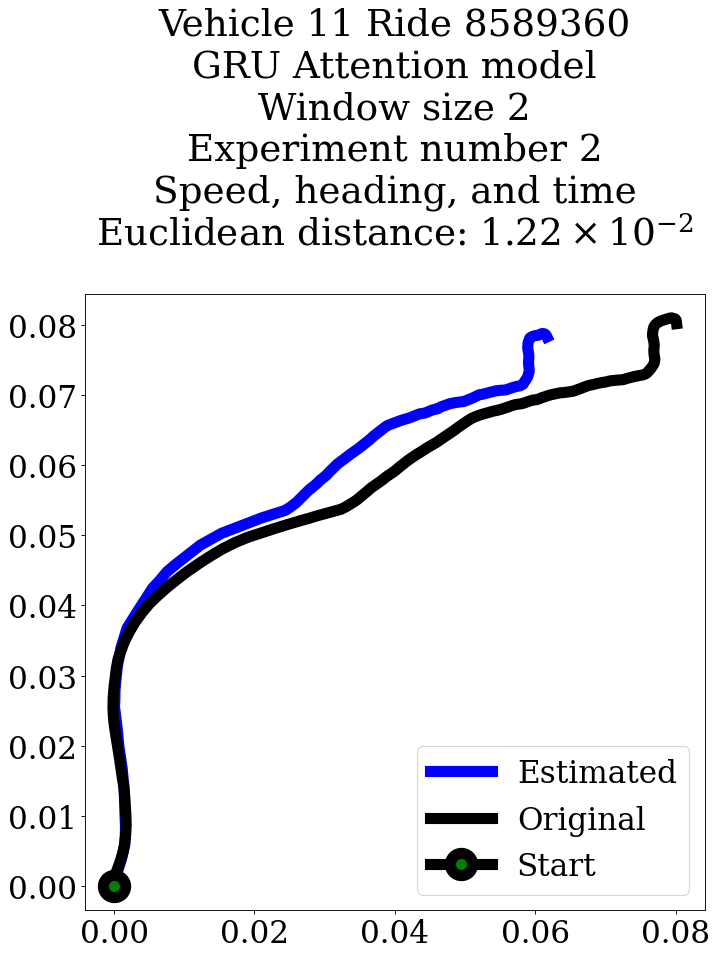 Vehicle 11 Ride 8589360
GRU Attention model
Window size 2
Experiment number 2
Speed, heading, and time
Euclidean distance: 1.22 × 10⁻²
0.08
0.07
0.06
0.05
0.04
0.03
0.02
0.01
0.00
Estimated
Original
Start
0.00 0.02 0.04 0.06 0.08